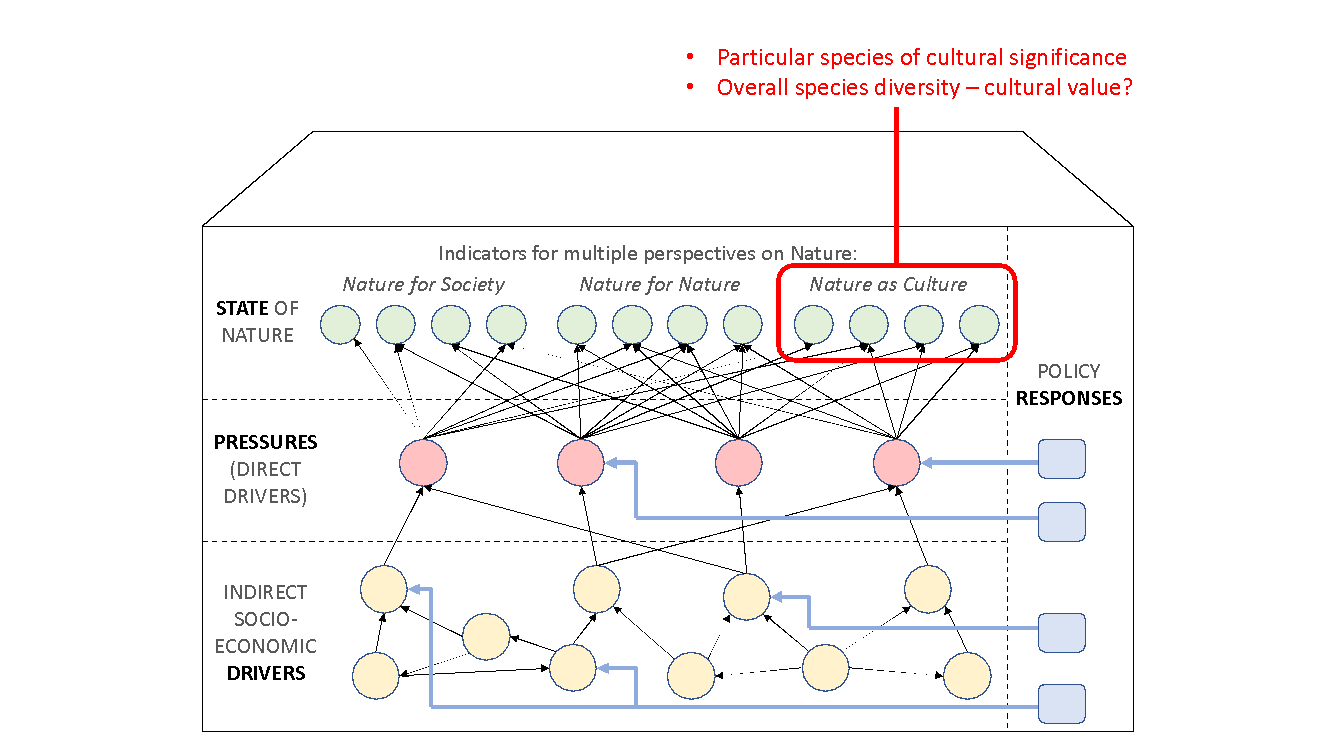 • Particular species of cultural significance
• Overall species diversity – cultural value?
Indicators for multiple perspectives on Nature:
Nature for Society
Nature for Nature
Nature as Culture
STATE OF
NATURE
POLICY
RESPONSES
PRESSURES
(DIRECT
DRIVERS)
INDIRECT
SOCIO-
ECONOMIC
DRIVERS